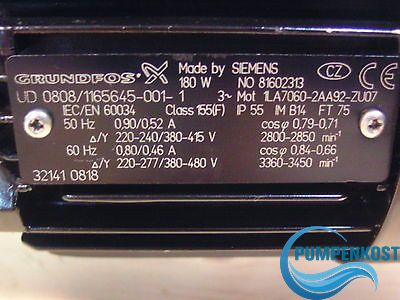 GRUNDFOS
Made by SIEMENS
180 W NO 81602313
CZ
UD 0808/1165645-001-1 3~ Mot 1LA7060-2AA92-ZU07
IEC/EN 60034 Class 155(F) IP 55 IM B14 FT 75
50 Hz 0,90/0,52 A cosφ 0,79-0,71
Δ/Y 220-240/380-415 V 2800-2850 min⁻¹
60 Hz 0,80/0,46 A cosφ 0,84-0,66
Δ/Y 220-277/380-480 V 3360-3450 min⁻¹
32141 0818
PUMPENKOST